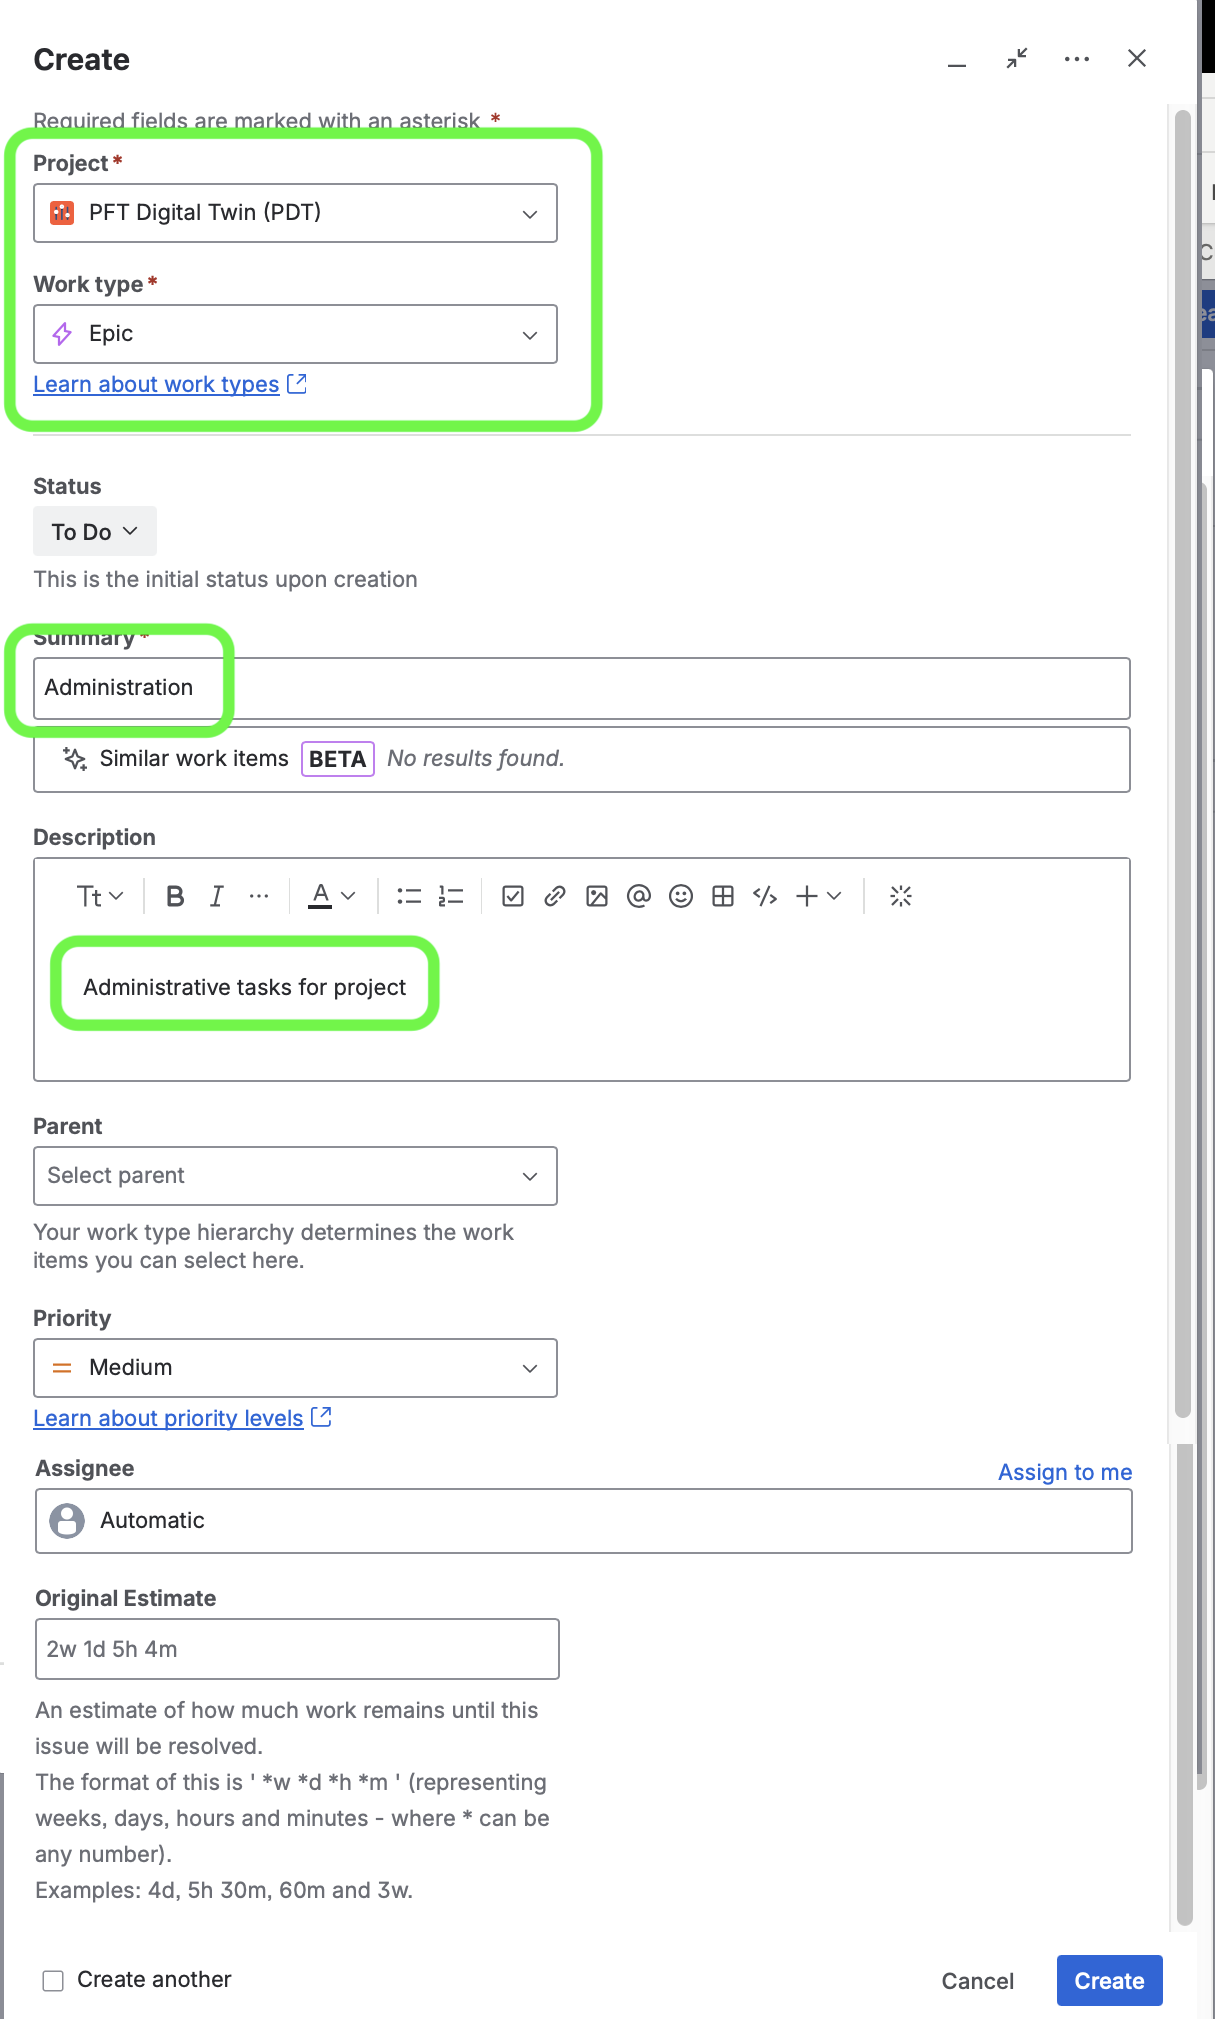 Create
Required fields are marked with an asterisk *
Project*
PFT Digital Twin (PDT)
Work type*
Epic
Learn about work types
Status
To Do
This is the initial status upon creation
Summary*
Administration
Similar work items BETA No results found.
Description
Tt B I ... A @ </> +
Administrative tasks for project
Parent
Select parent
Your work type hierarchy determines the work
items you can select here.
Priority
Medium
Learn about priority levels
Assignee
Assign to me
Automatic
Original Estimate
2w 1d 5h 4m
An estimate of how much work remains until this
issue will be resolved.
The format of this is ' *w *d *h *m ' (representing
weeks, days, hours and minutes - where * can be
any number).
Examples: 4d, 5h 30m, 60m and 3w.
Create another
Cancel
Create